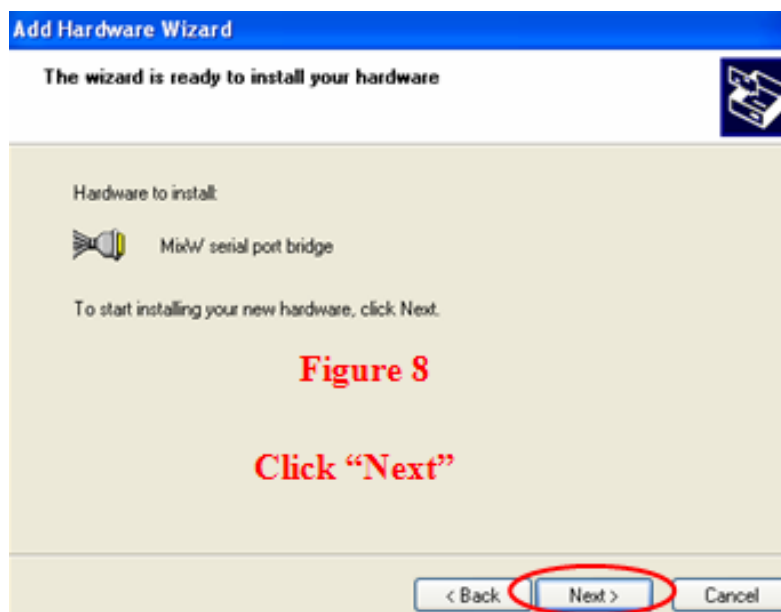 Add Hardware Wizard
The wizard is ready to install your hardware
Hardware to install:
MixW serial port bridge
To start installing your new hardware, click Next.
Figure 8
Click “Next”
< Back Next > Cancel